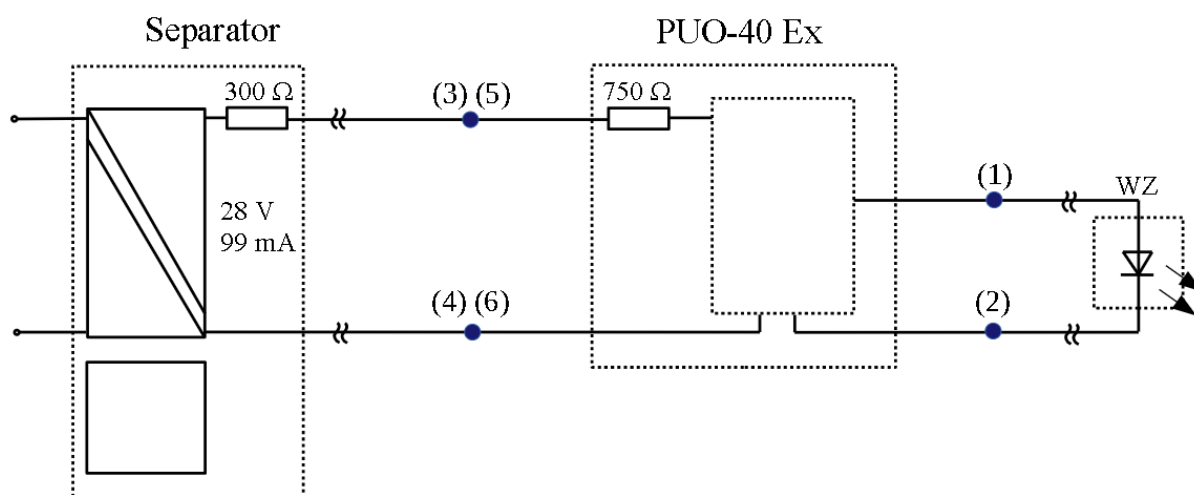 Separator
PUO-40 Ex
300 Ω
(3) (5)
750 Ω
(1)
WZ
28 V
99 mA
(4) (6)
(2)